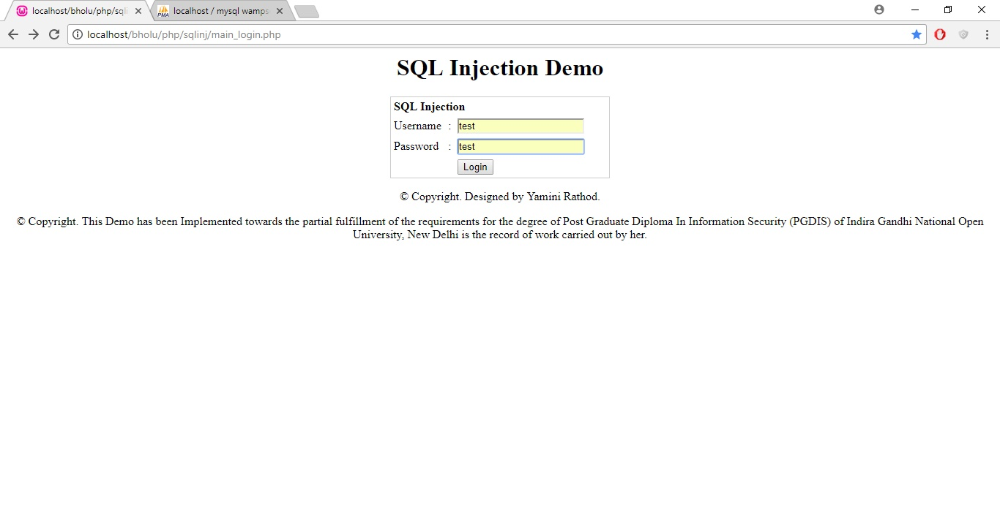 localhost/bholu/php/sqli
localhost / mysql wamps
localhost/bholu/php/sqlinj/main_login.php
SQL Injection Demo
SQL Injection
Username : test
Password : test
Login
© Copyright. Designed by Yamini Rathod.
© Copyright. This Demo has been Implemented towards the partial fulfillment of the requirements for the degree of Post Graduate Diploma In Information Security (PGDIS) of Indira Gandhi National Open
University, New Delhi is the record of work carried out by her.